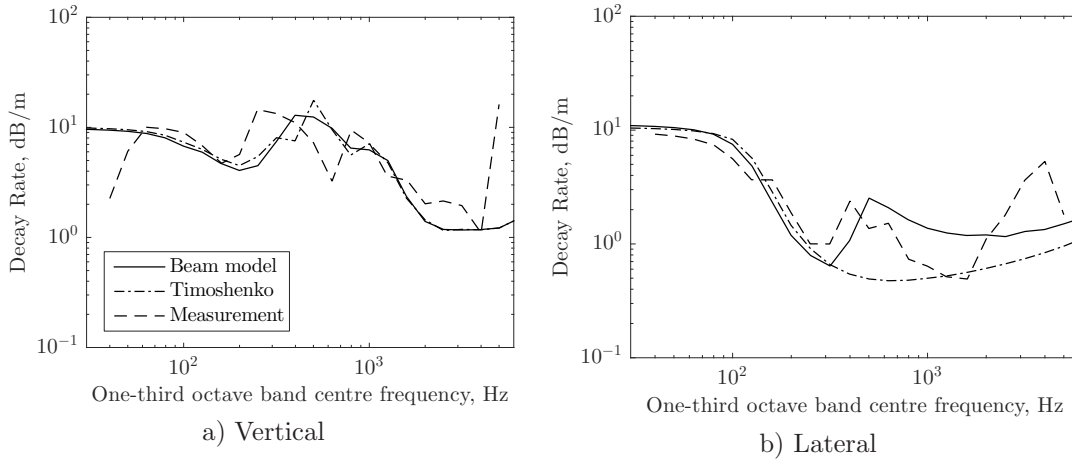 10^2
10^1
10^0
10^-1
Decay Rate, dB/m
Beam model
Timoshenko
Measurement
10^2
10^3
One-third octave band centre frequency, Hz
a) Vertical
10^2
10^1
10^0
10^-1
Decay Rate, dB/m
10^2
10^3
One-third octave band centre frequency, Hz
b) Lateral